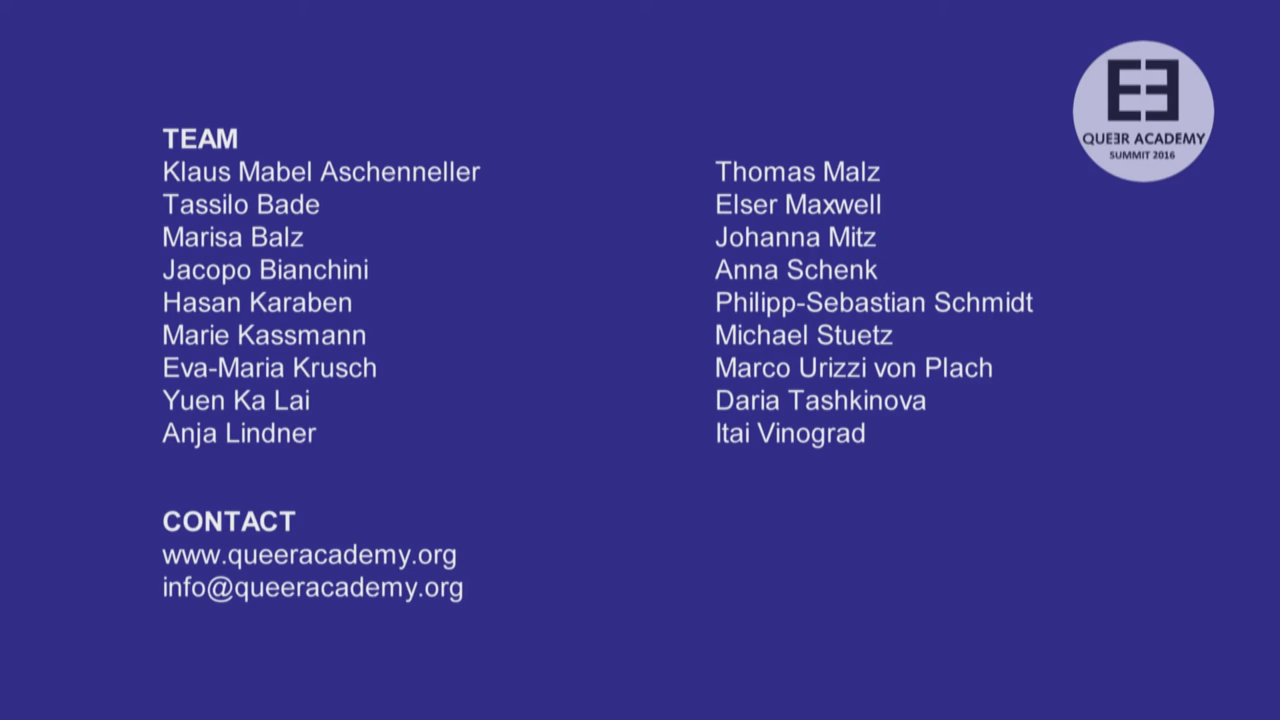 TEAM
Klaus Mabel Aschenneller
Tassilo Bade
Marisa Balz
Jacopo Bianchini
Hasan Karaben
Marie Kassmann
Eva-Maria Krusch
Yuen Ka Lai
Anja Lindner
Thomas Malz
Elser Maxwell
Johanna Mitz
Anna Schenk
Philipp-Sebastian Schmidt
Michael Stuetz
Marco Urizzi von Plach
Daria Tashkinova
Itai Vinograd
CONTACT
www.queeracademy.org
info@queeracademy.org
EƎ
QUEƎR ACADEMY
SUMMIT 2016